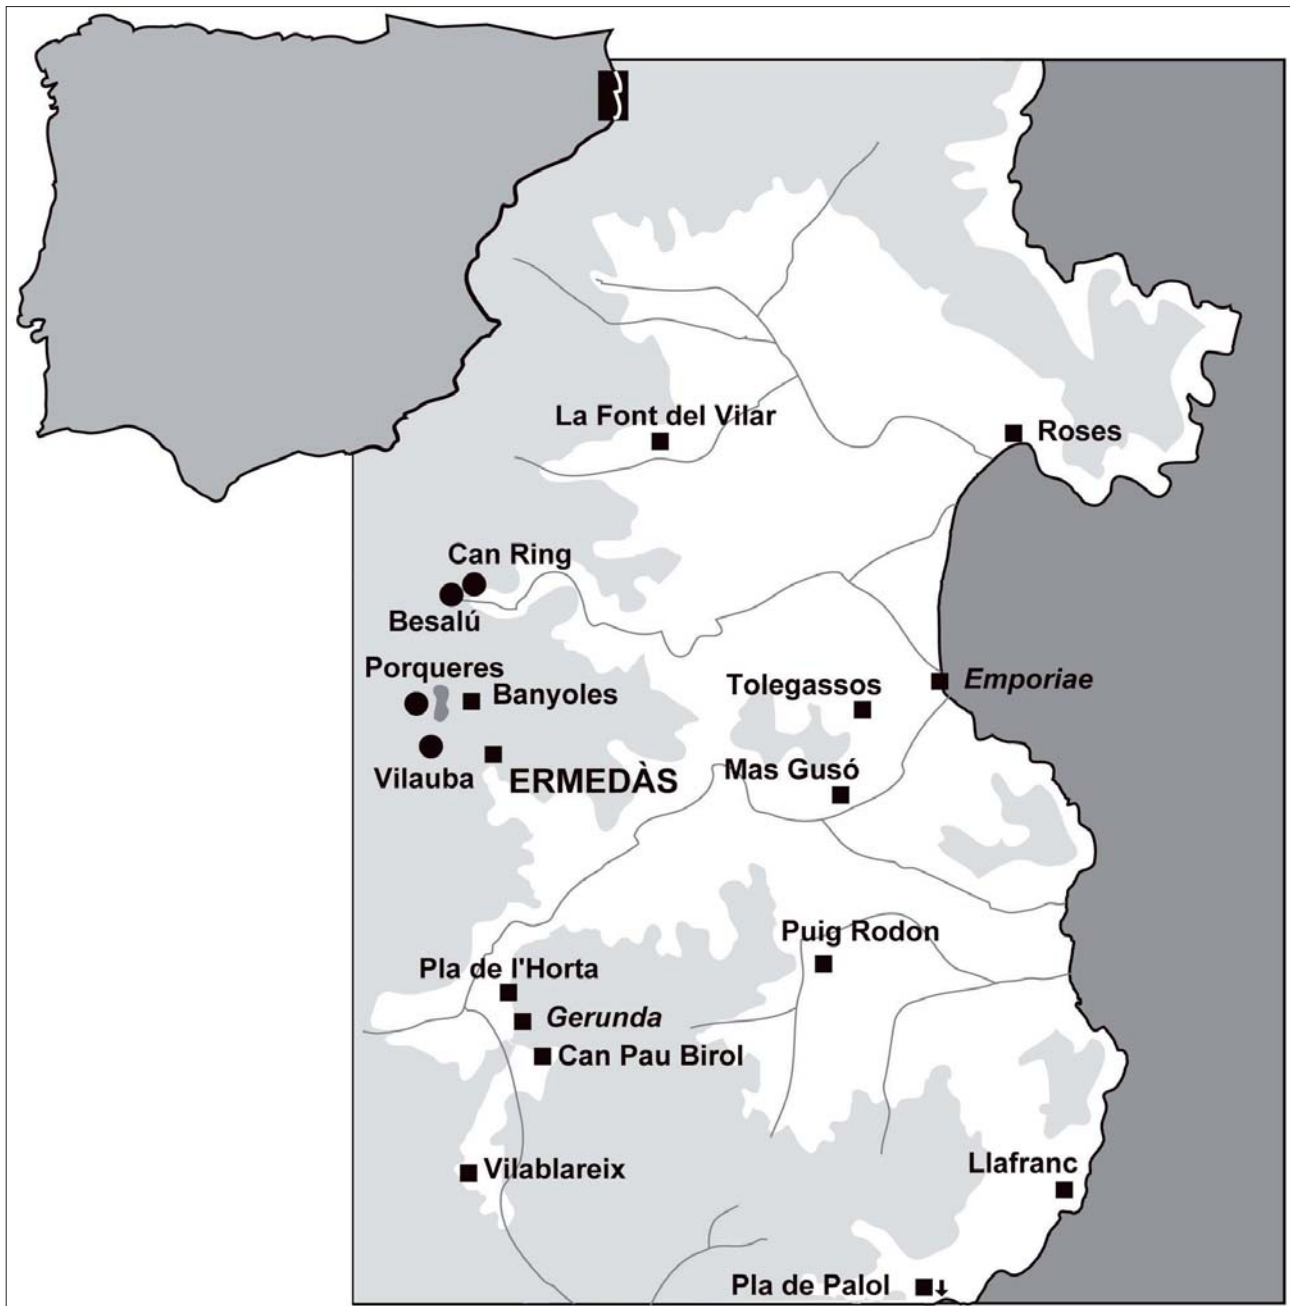 La Font del Vilar
Roses
Can Ring
Besalú
Porqueres
Banyoles
Tolegassos
Emporiae
Vilauba
ERMEDÀS
Mas Gusó
Puig Rodon
Pla de l'Horta
Gerunda
Can Pau Birol
Vilablareix
Llafranc
Pla de Palol